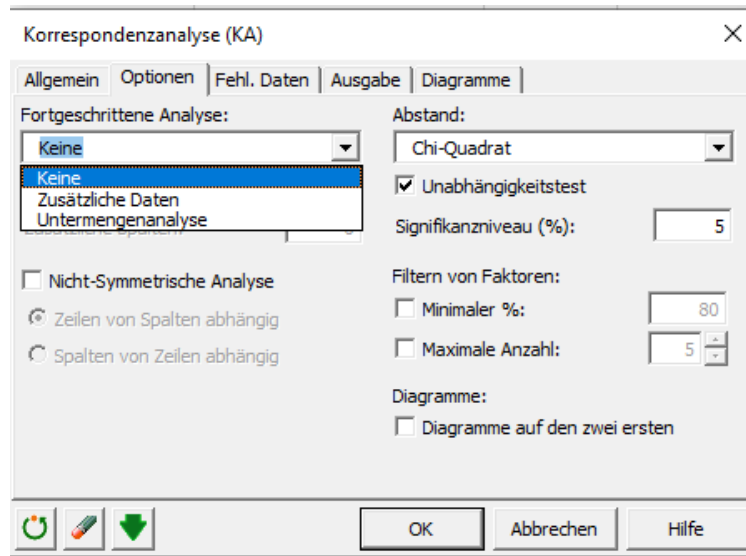 Korrespondenzanalyse (KA)
Allgemein Optionen Fehl. Daten Ausgabe Diagramme
Fortgeschrittene Analyse:
Keine
Keine
Zusätzliche Daten
Untermengenanalyse
Nicht-Symmetrische Analyse
Zeilen von Spalten abhängig
Spalten von Zeilen abhängig
Abstand:
Chi-Quadrat
Unabhängigkeitstest
Signifikanzniveau (%): 5
Filtern von Faktoren:
Minimaler %: 80
Maximale Anzahl: 5
Diagramme:
Diagramme auf den zwei ersten
OK Abbrechen Hilfe